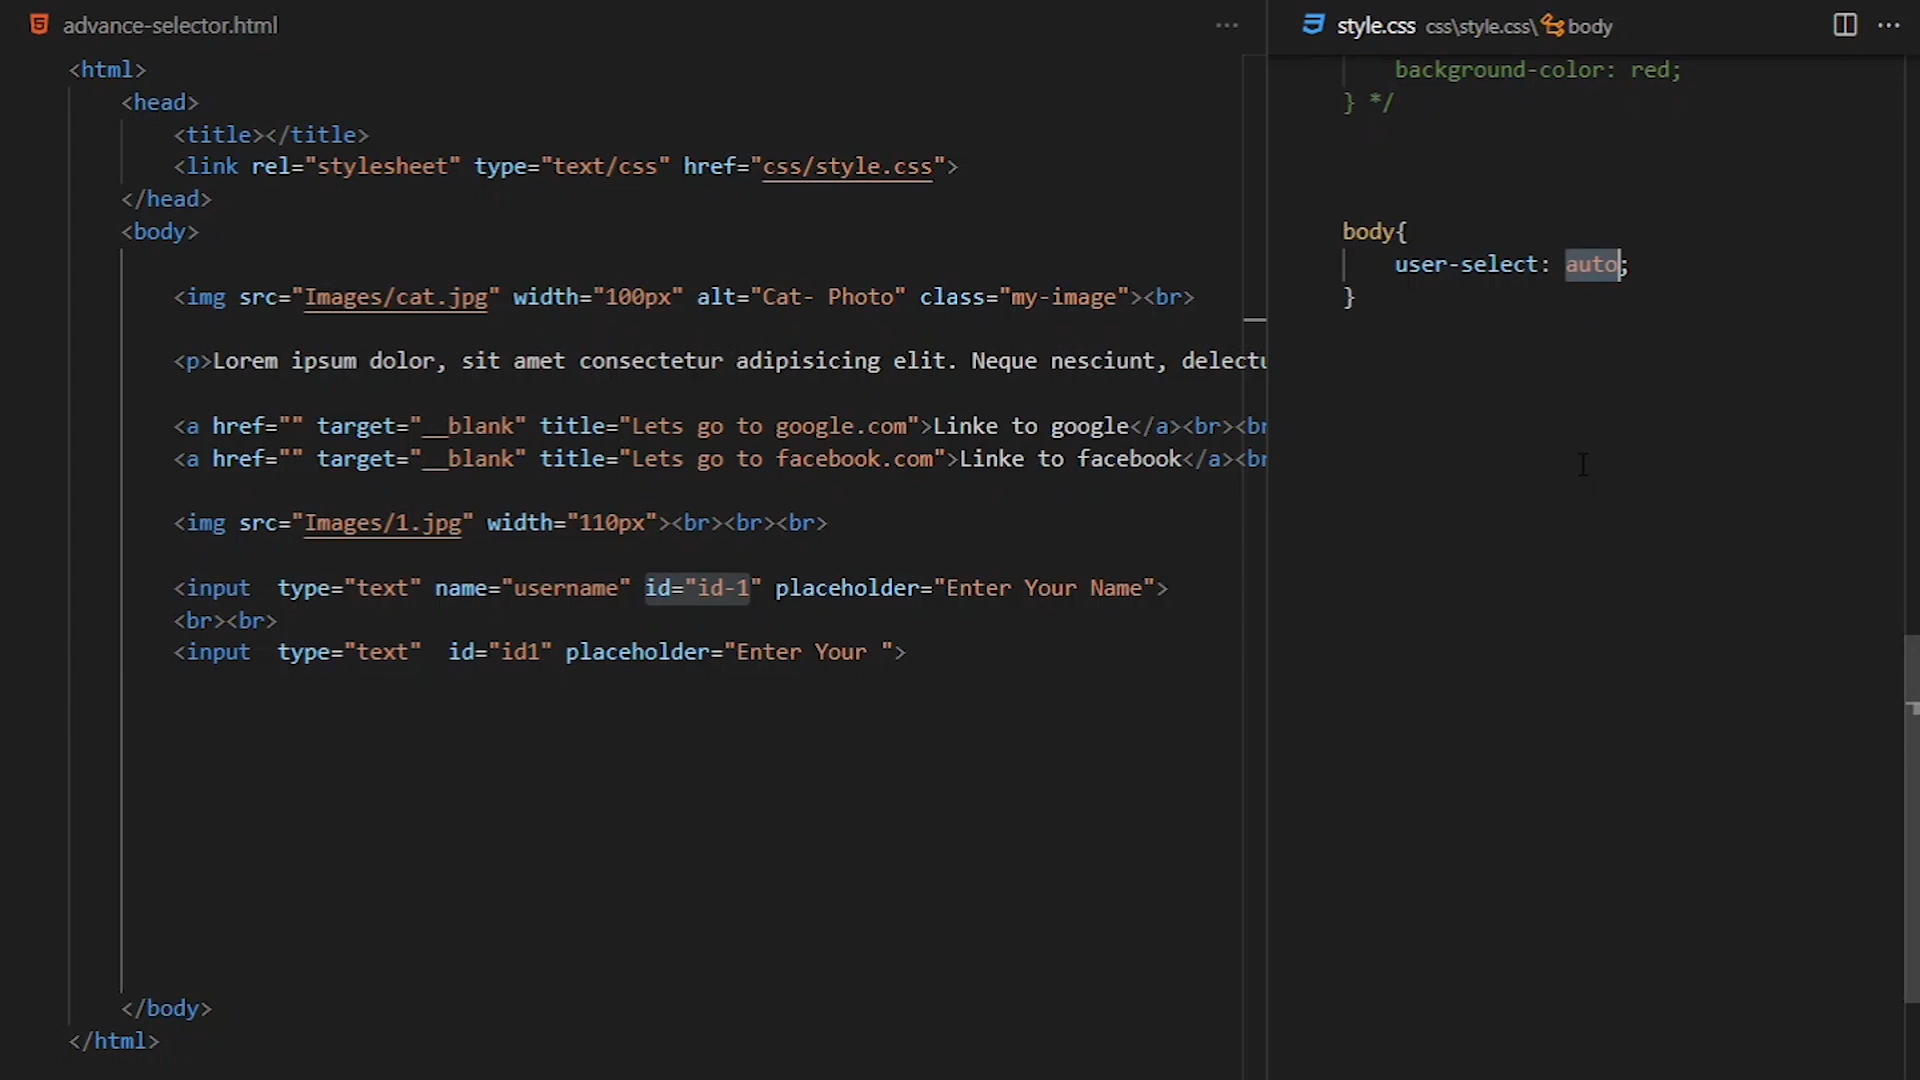 advance-selector.html
<html>
<head>
<title></title>
<link rel="stylesheet" type="text/css" href="css/style.css">
</head>
<body>
<img src="Images/cat.jpg" width="100px" alt="Cat- Photo" class="my-image"><br>
<p>Lorem ipsum dolor, sit amet consectetur adipisicing elit. Neque nesciunt, delectu
<a href="" target="__blank" title="Lets go to google.com">Linke to google</a><br><br
<a href="" target="__blank" title="Lets go to facebook.com">Linke to facebook</a><br
<img src="Images/1.jpg" width="110px"><br><br><br>
<input  type="text" name="username" id="id-1" placeholder="Enter Your Name">
<br><br>
<input  type="text"  id="id1" placeholder="Enter Your ">
</body>
</html>
style.css css\style.css\body
background-color: red;
} */
body{
user-select: auto;
}